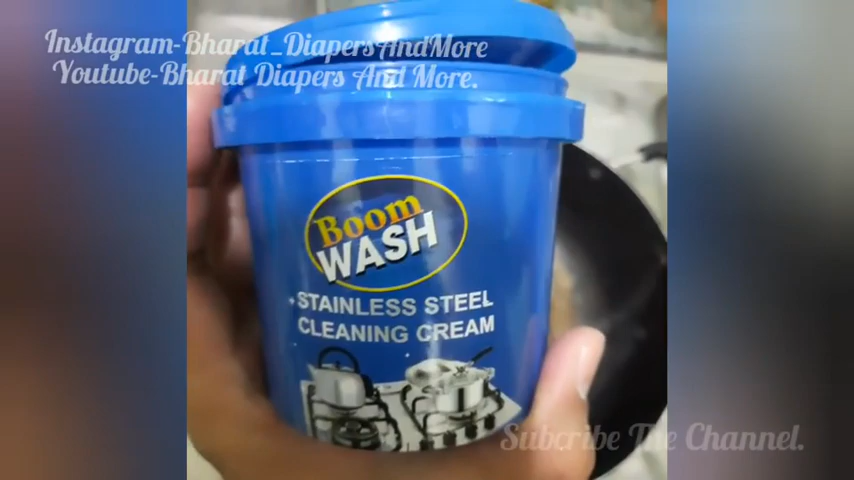 Instagram-Bharat_DiapersAndMore
Youtube-Bharat Diapers And More.
Boom
WASH
STAINLESS STEEL
CLEANING CREAM
Subcribe The Channel.